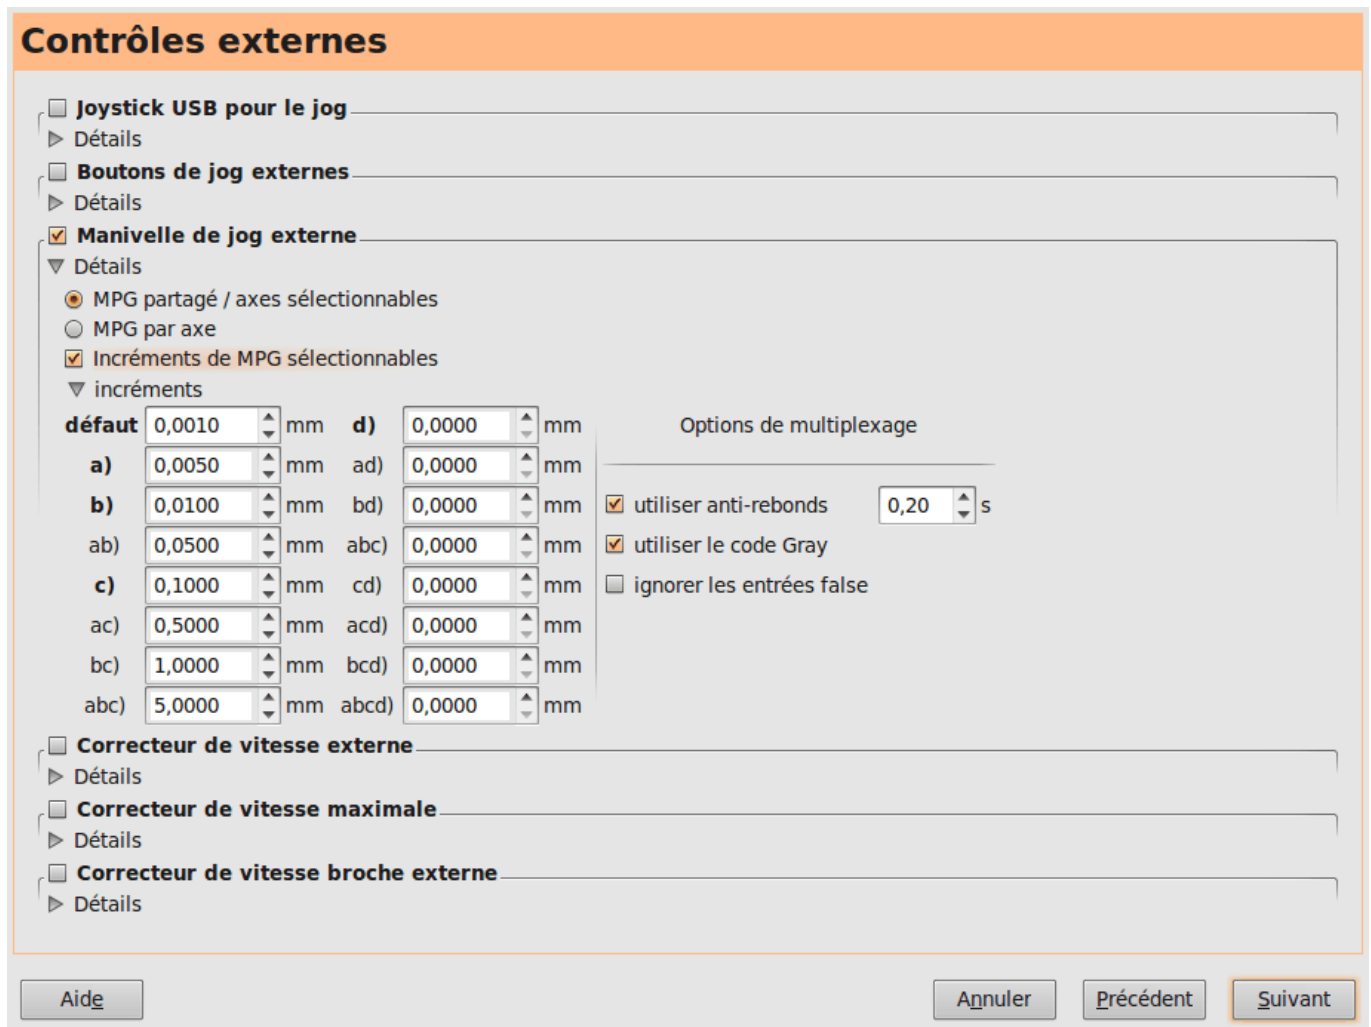 Contrôles externes
Joystick USB pour le jog
Détails
Boutons de jog externes
Détails
Manivelle de jog externe
Détails
MPG partagé / axes sélectionnables
MPG par axe
Incréments de MPG sélectionnables
incréments
défaut 0,0010 mm d) 0,0000 mm Options de multiplexage
a) 0,0050 mm ad) 0,0000 mm
b) 0,0100 mm bd) 0,0000 mm utiliser anti-rebonds 0,20 s
ab) 0,0500 mm abc) 0,0000 mm utiliser le code Gray
c) 0,1000 mm cd) 0,0000 mm ignorer les entrées false
ac) 0,5000 mm acd) 0,0000 mm
bc) 1,0000 mm bcd) 0,0000 mm
abc) 5,0000 mm abcd) 0,0000 mm
Correcteur de vitesse externe
Détails
Correcteur de vitesse maximale
Détails
Correcteur de vitesse broche externe
Détails
Aide Annuler Précédent Suivant